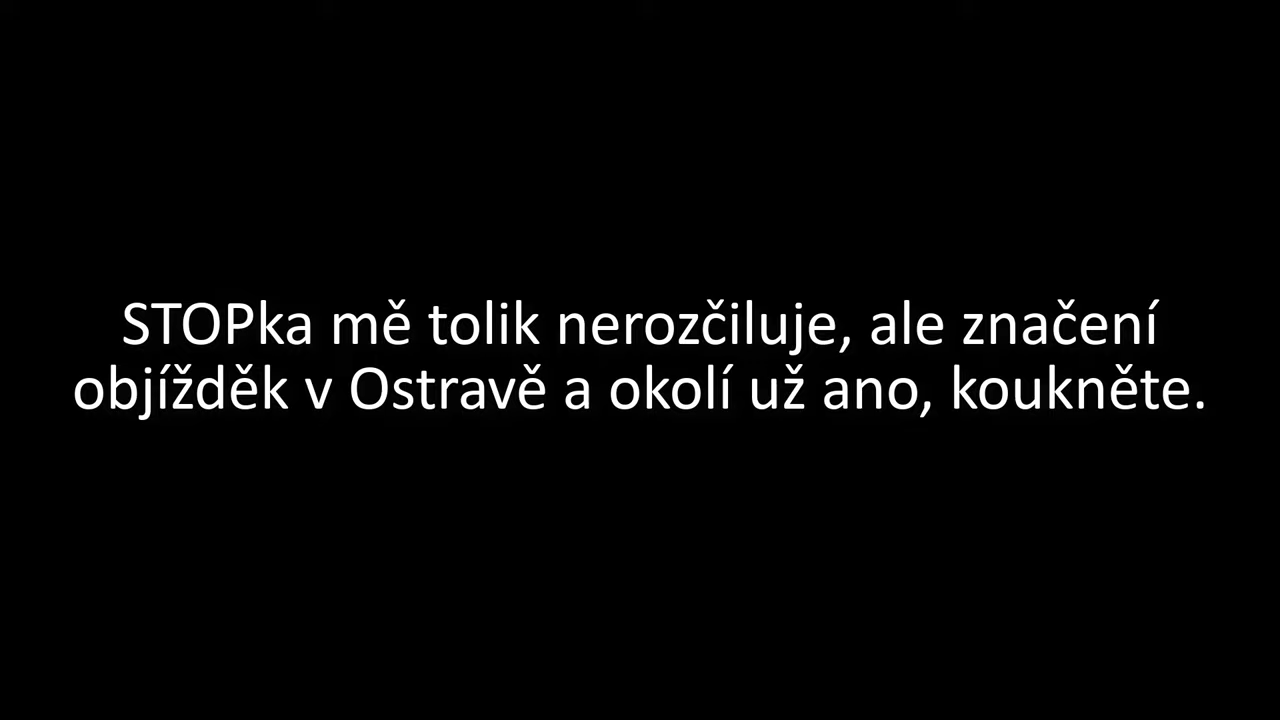 STOPka mě tolik nerozčiluje, ale značení
objížděk v Ostravě a okolí už ano, koukněte.